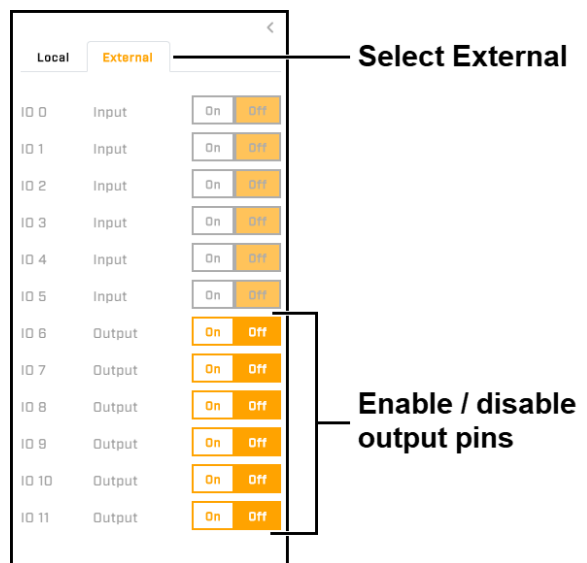 <
Local External
Select External
IO 0 Input On Off
IO 1 Input On Off
IO 2 Input On Off
IO 3 Input On Off
IO 4 Input On Off
IO 5 Input On Off
IO 6 Output On Off
IO 7 Output On Off
IO 8 Output On Off
Enable / disable
output pins
IO 9 Output On Off
IO 10 Output On Off
IO 11 Output On Off